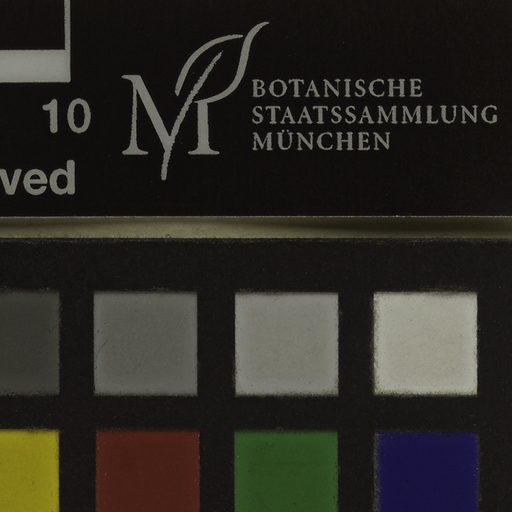 10
ved
M
BOTANISCHE
STAATSSAMMLUNG
MÜNCHEN